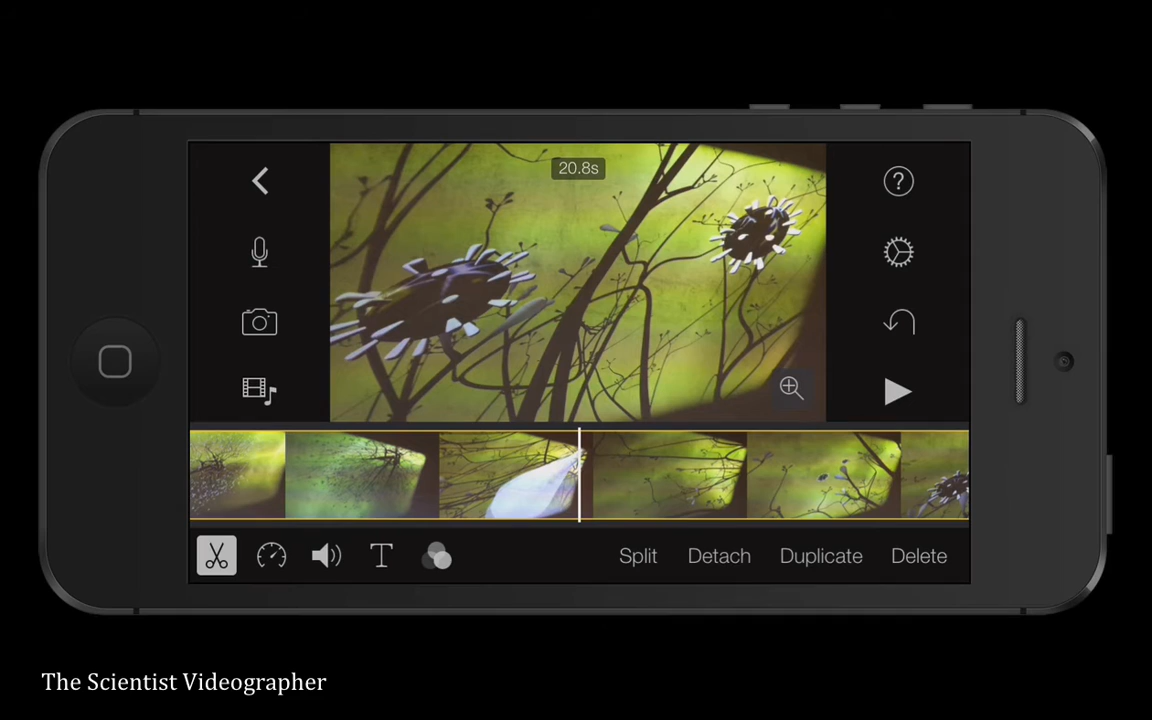 20.8s
Split Detach Duplicate Delete
The Scientist Videographer